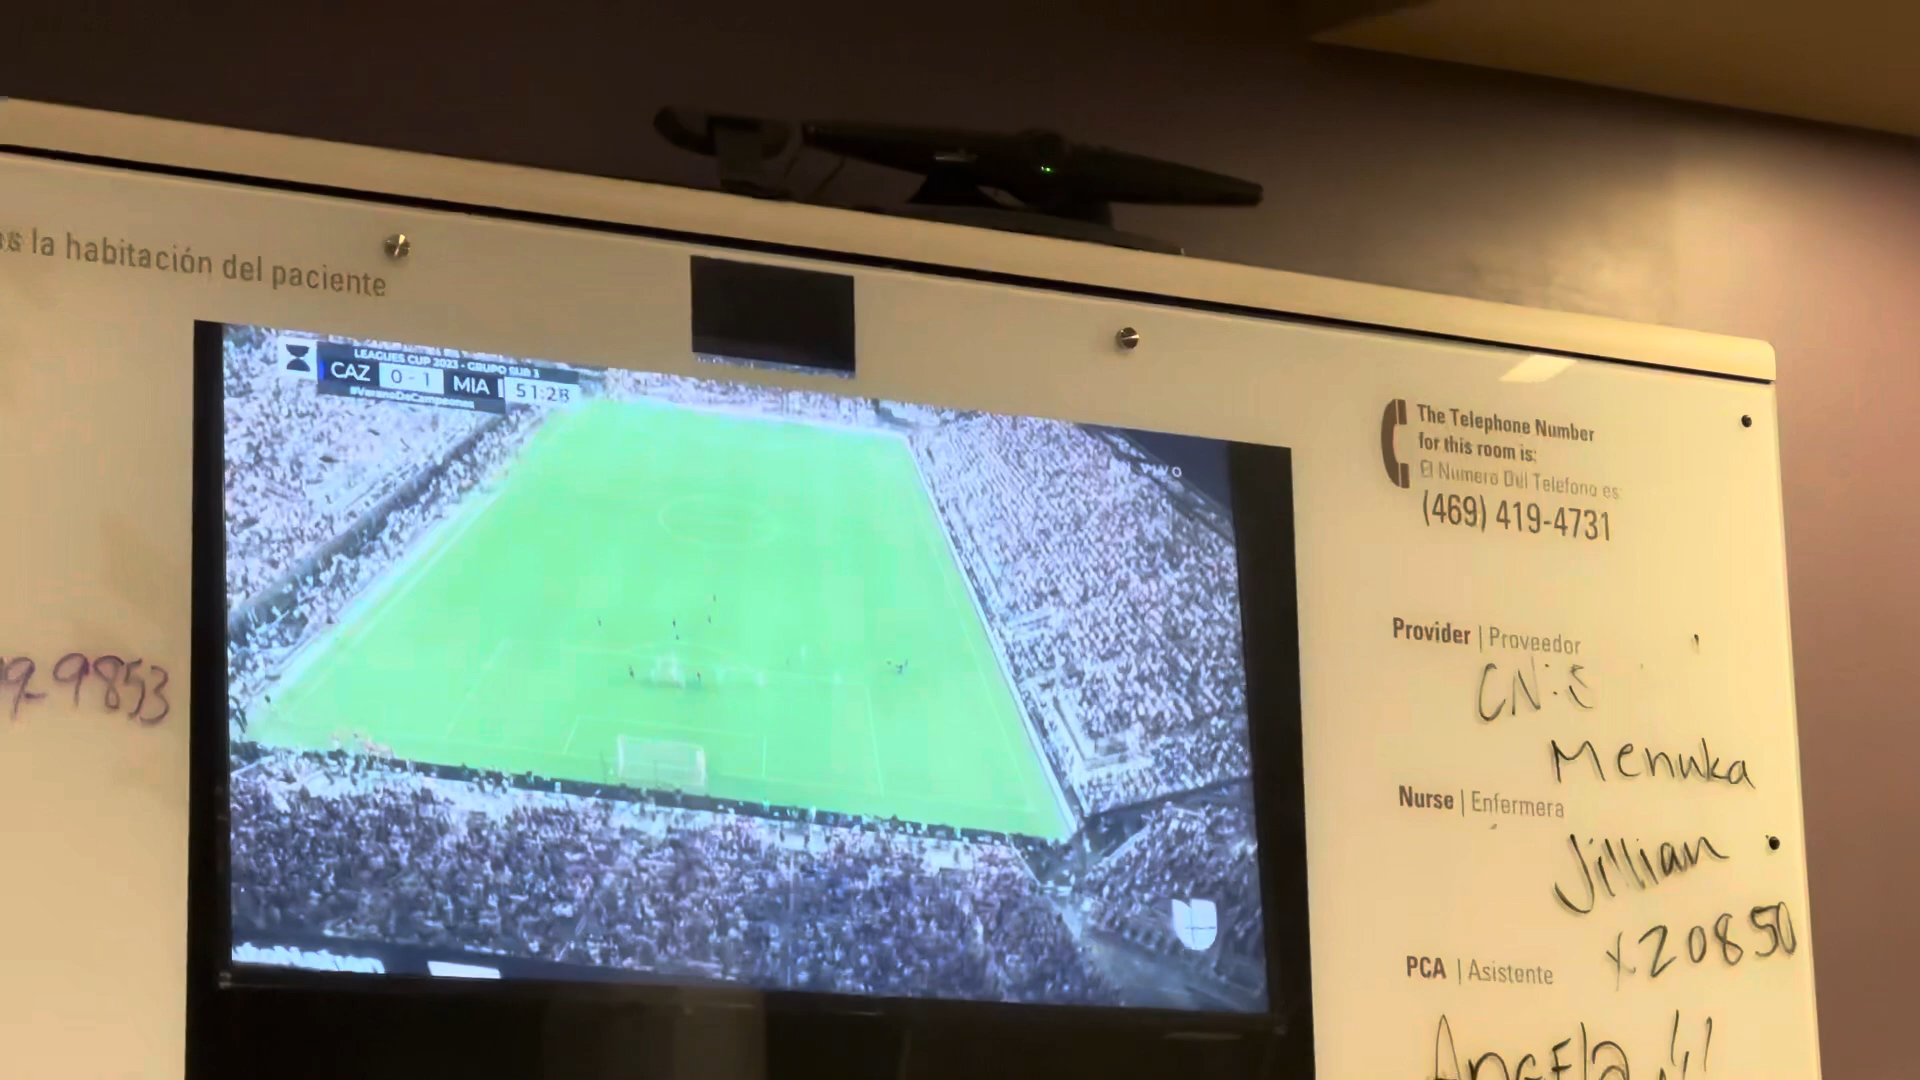 la habitación del paciente
LEAGUES CUP 2023 - GRUPO SUR 3
CAZ 0 - 1 MIA 51:28
#VeranoDeCampeones
VIVO
9853
The Telephone Number
for this room is:
El Numero Del Telefono es
(469) 419-4731
Provider | Proveedor
Menuka
Nurse | Enfermera
Jillian
x20850
PCA | Asistente
Angela